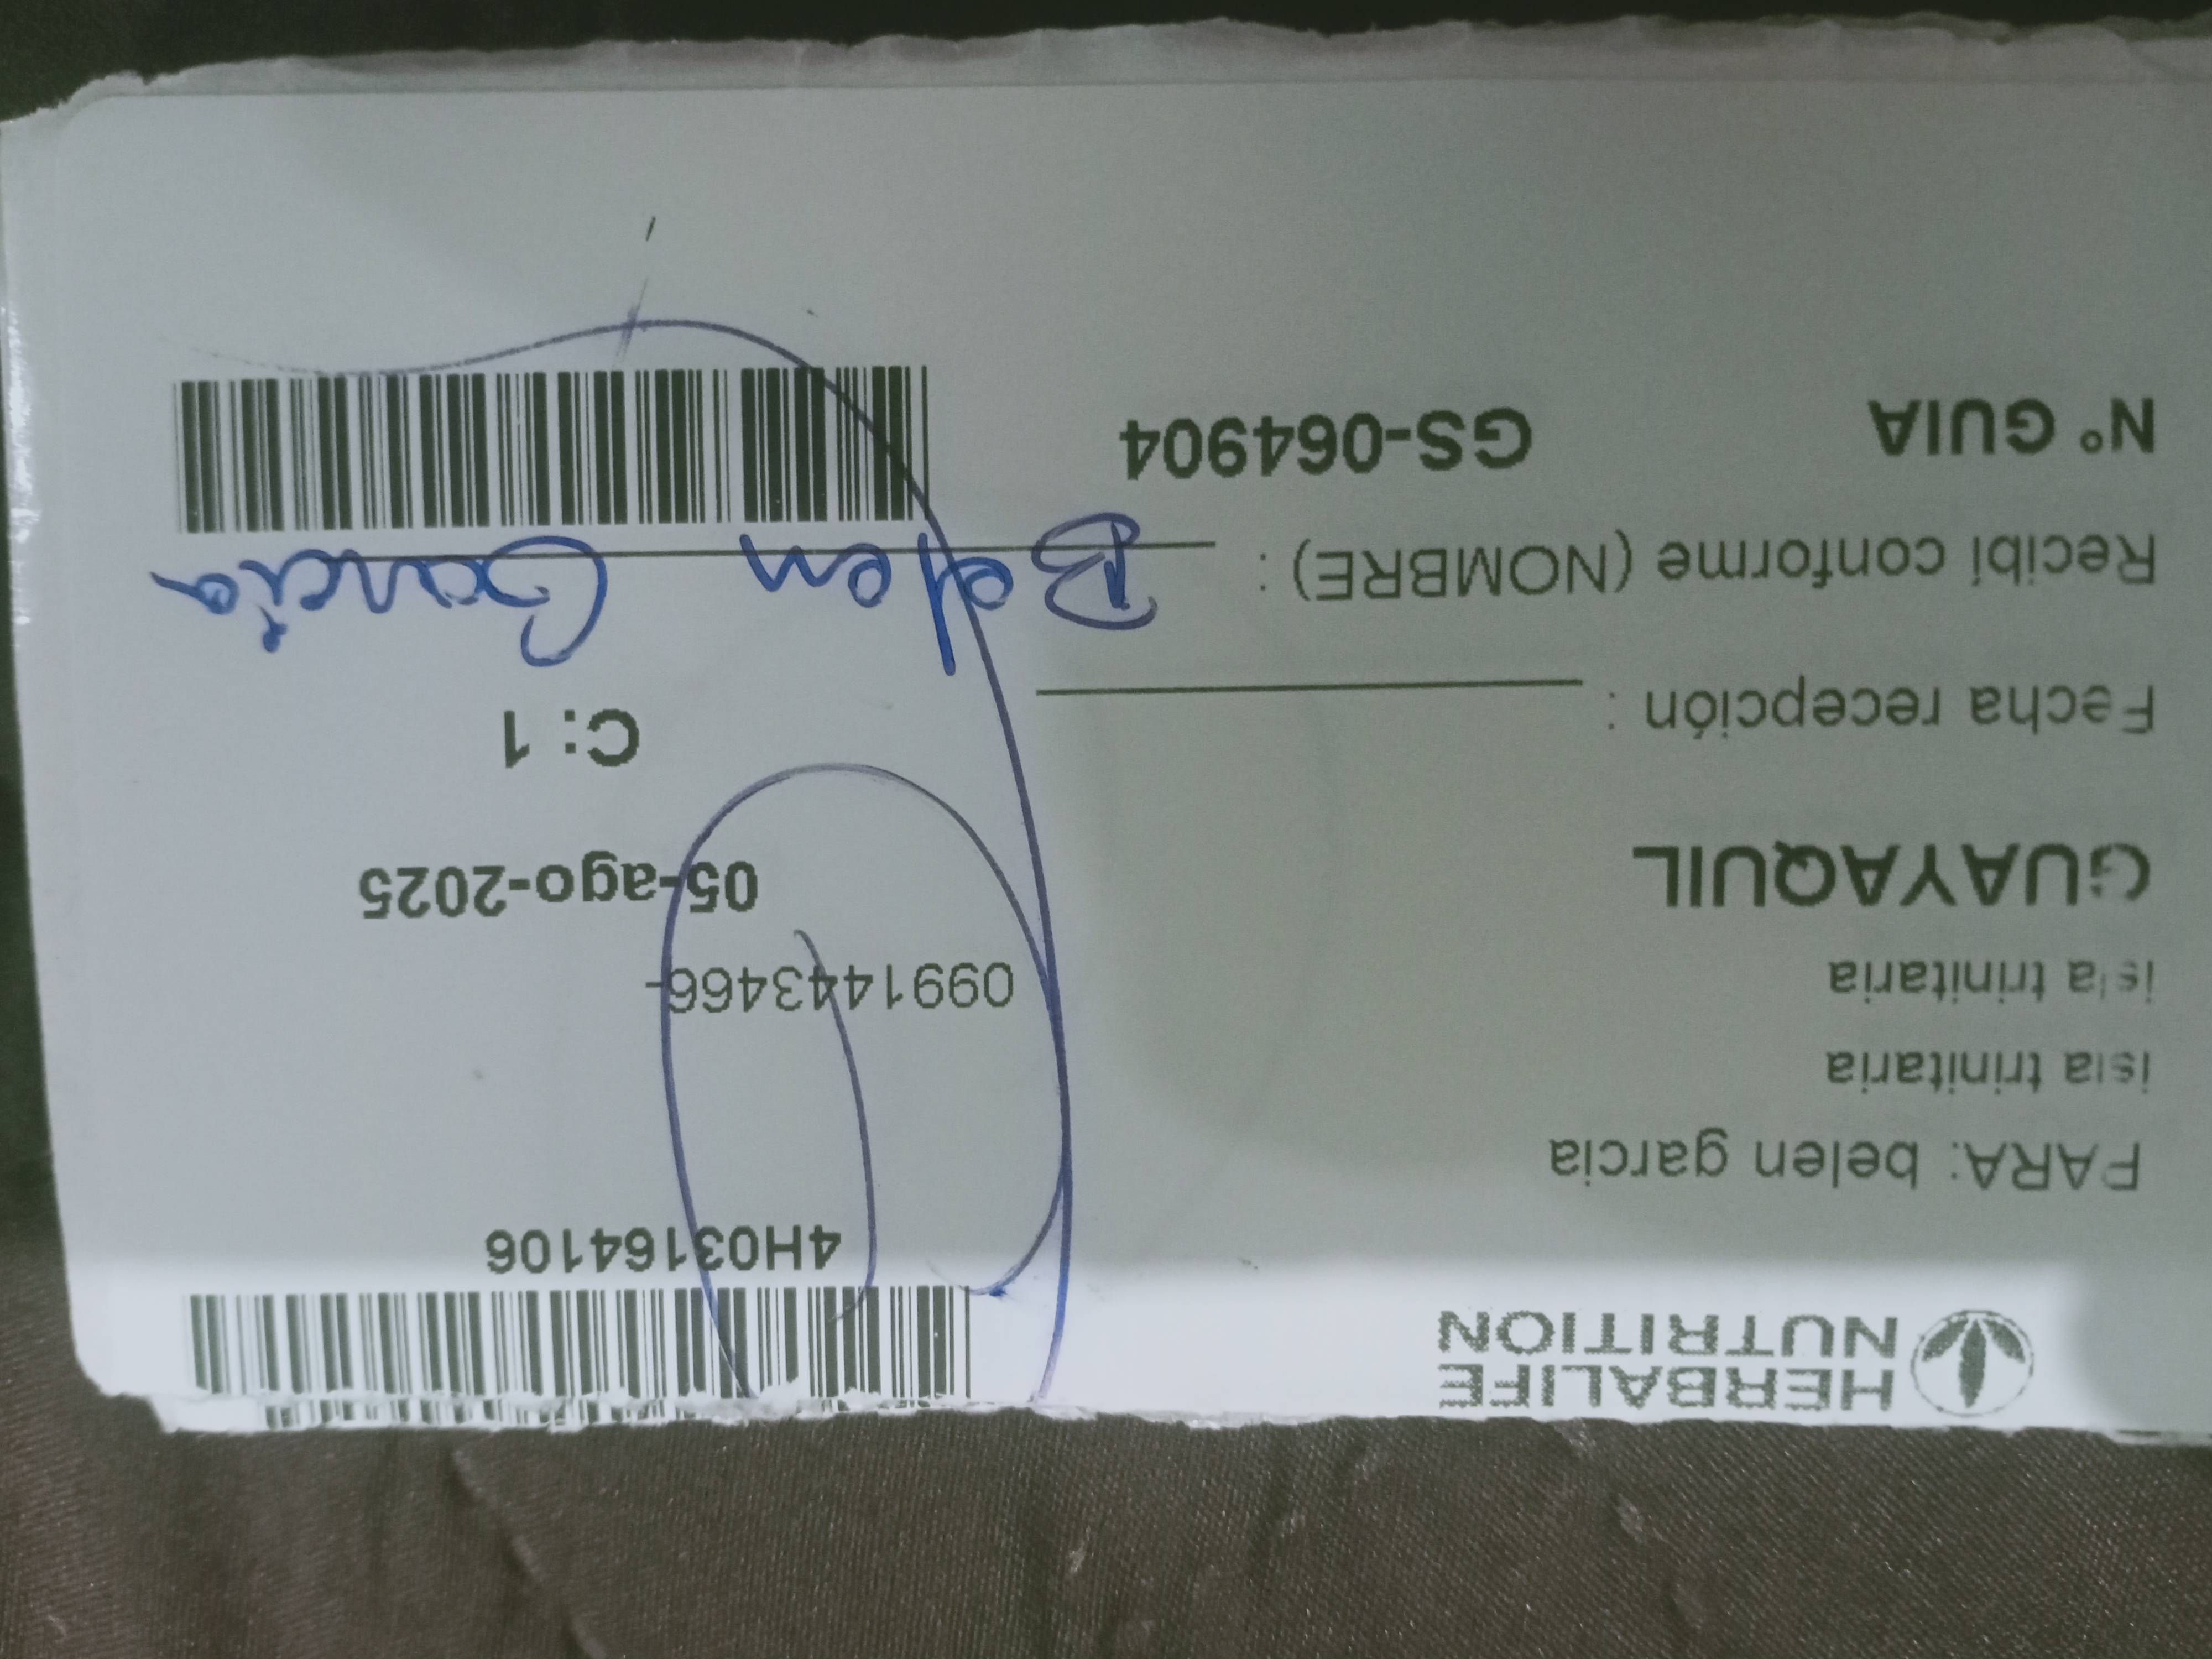 HERBALIFE
NUTRITION
4H03164106
PARA: belen garcia
isla trinitaria
0991443466-
isla trinitaria
GUAYAQUIL
05-ago-2025
Fecha recepción :
C: 1
Recibi conforme (NOMBRE) : Belen Garcia
Nº GUIA GS-064904